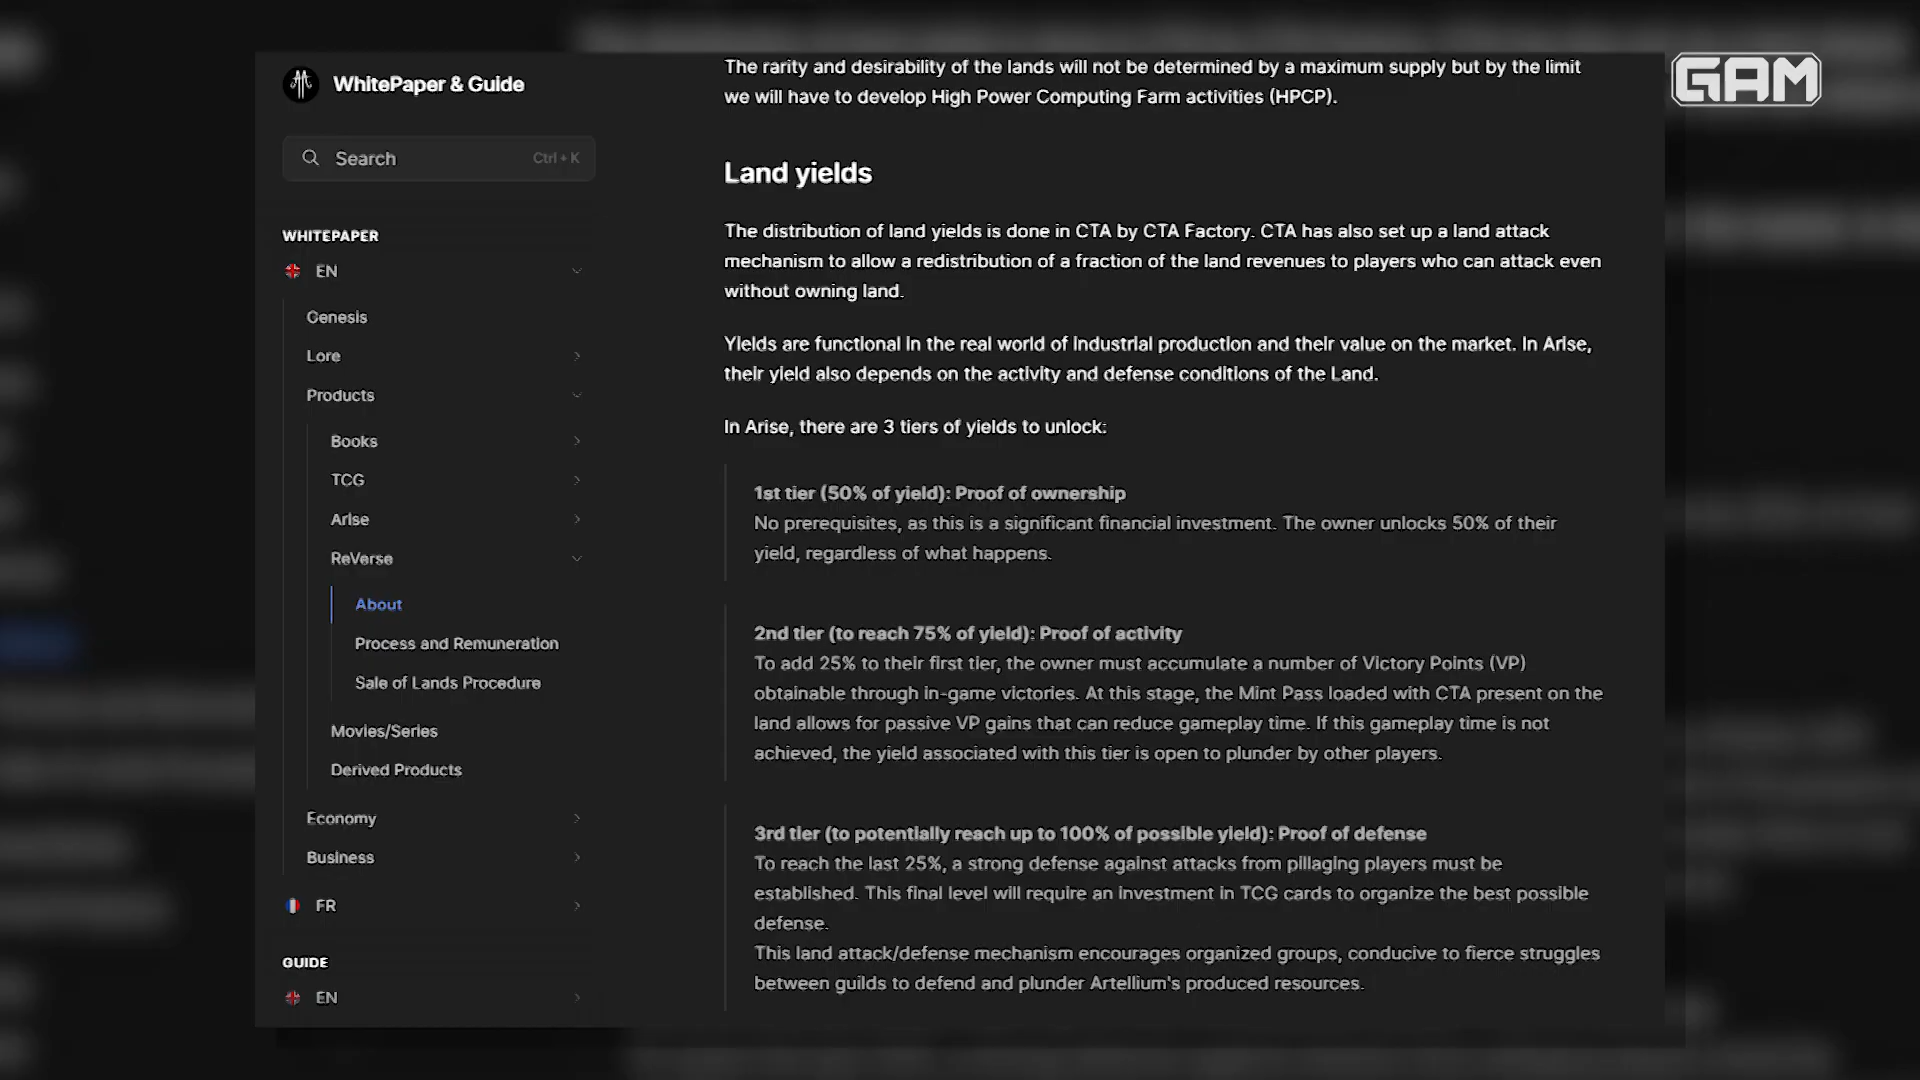 WhitePaper & Guide
Search
Ctrl + K
WHITEPAPER
EN
Genesis
Lore
Products
Books
TCG
Arise
ReVerse
About
Process and Remuneration
Sale of Lands Procedure
Movies/Series
Derived Products
Economy
Business
FR
GUIDE
EN
The rarity and desirability of the lands will not be determined by a maximum supply but by the limit
we will have to develop High Power Computing Farm activities (HPCP).
Land yields
The distribution of land yields is done in CTA by CTA Factory. CTA has also set up a land attack
mechanism to allow a redistribution of a fraction of the land revenues to players who can attack even
without owning land.
Yields are functional in the real world of industrial production and their value on the market. In Arise,
their yield also depends on the activity and defense conditions of the Land.
In Arise, there are 3 tiers of yields to unlock:
1st tier (50% of yield): Proof of ownership
No prerequisites, as this is a significant financial investment. The owner unlocks 50% of their
yield, regardless of what happens.
2nd tier (to reach 75% of yield): Proof of activity
To add 25% to their first tier, the owner must accumulate a number of Victory Points (VP)
obtainable through in-game victories. At this stage, the Mint Pass loaded with CTA present on the
land allows for passive VP gains that can reduce gameplay time. If this gameplay time is not
achieved, the yield associated with this tier is open to plunder by other players.
3rd tier (to potentially reach up to 100% of possible yield): Proof of defense
To reach the last 25%, a strong defense against attacks from pillaging players must be
established. This final level will require an investment in TCG cards to organize the best possible
defense.
This land attack/defense mechanism encourages organized groups, conducive to fierce struggles
between guilds to defend and plunder Artellium's produced resources.
GAM